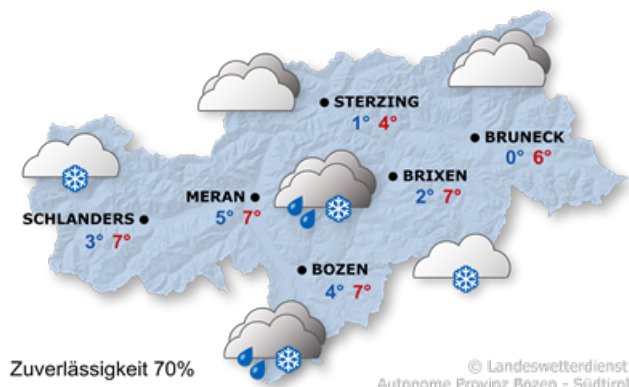 STERZING
1° 4°
BRUNECK
0° 6°
BRIXEN
2° 7°
MERAN
5° 7°
SCHLANDERS
3° 7°
BOZEN
4° 7°
Zuverlässigkeit 70%
© Landeswetterdienst
Autonome Provinz Bozen - Südtirol